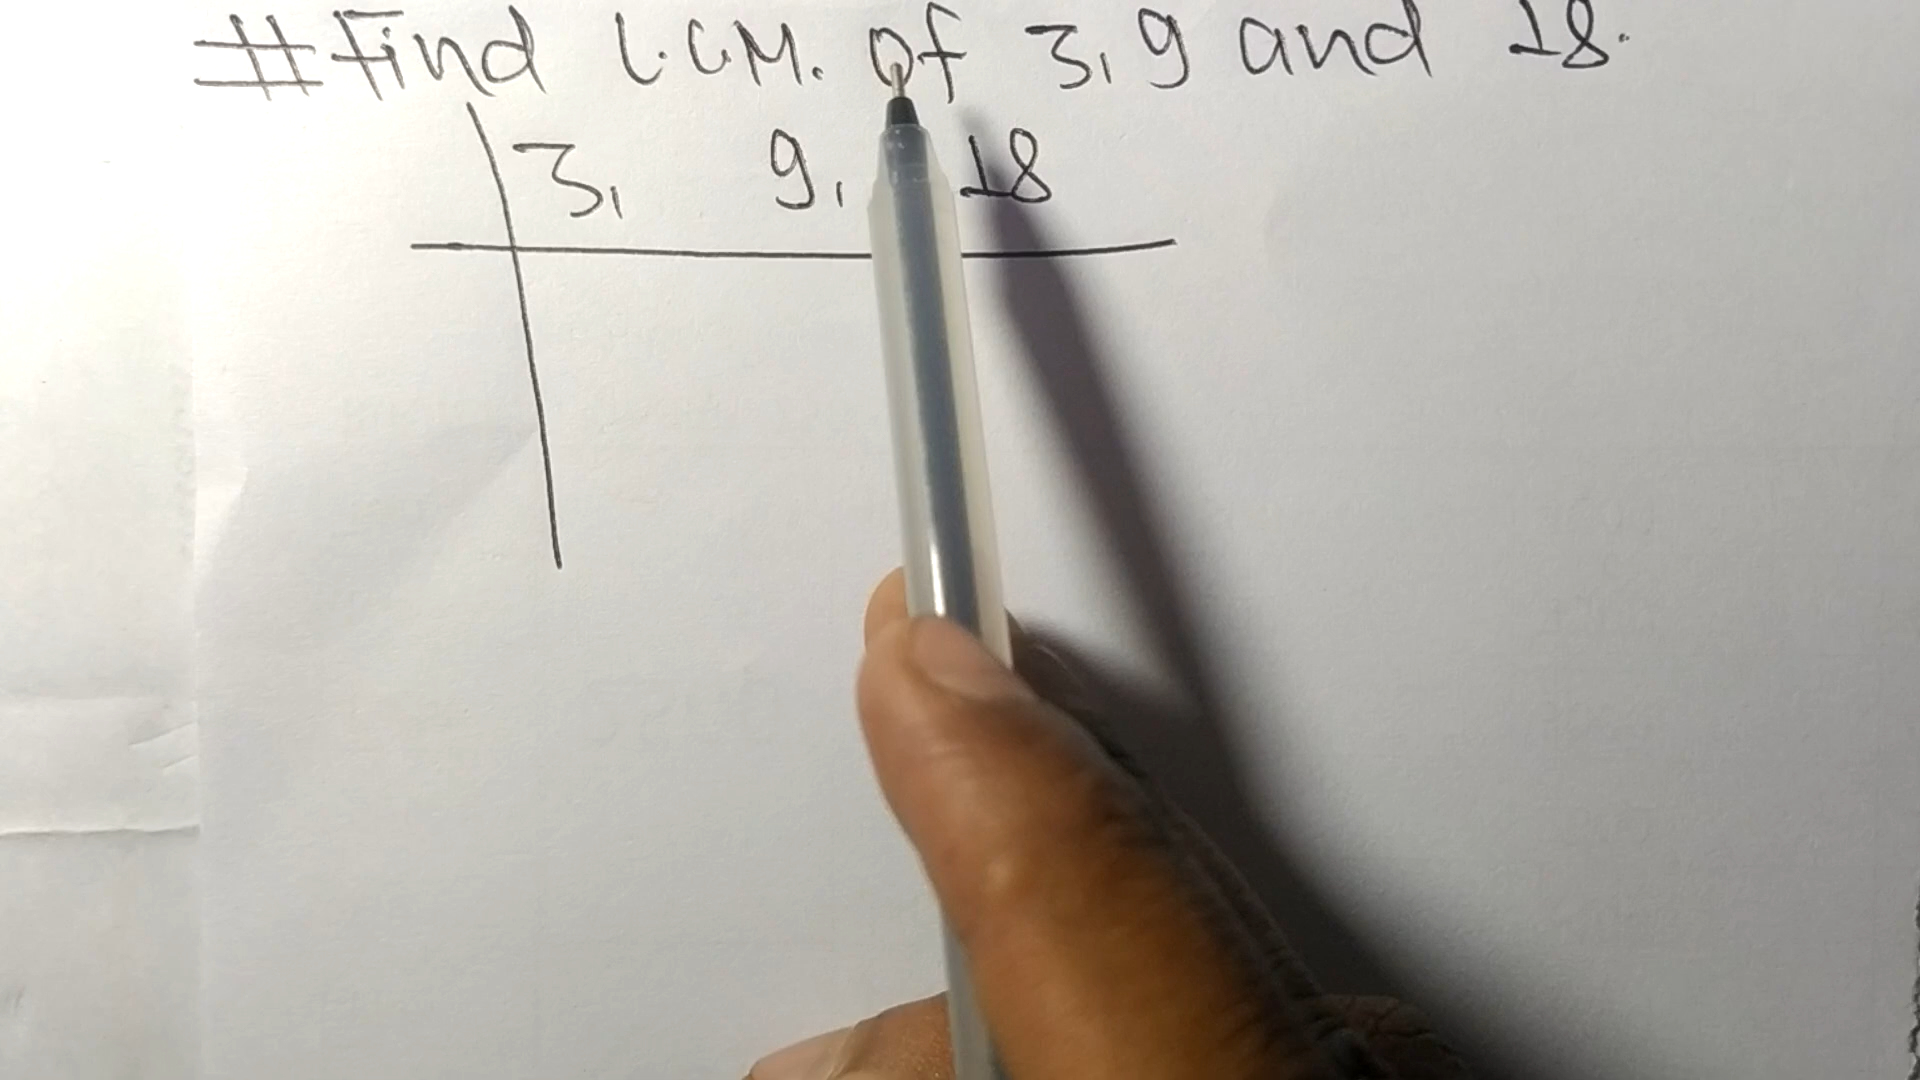 #Find L.C.M. of 3, 9 and 18.
3, 9, 18